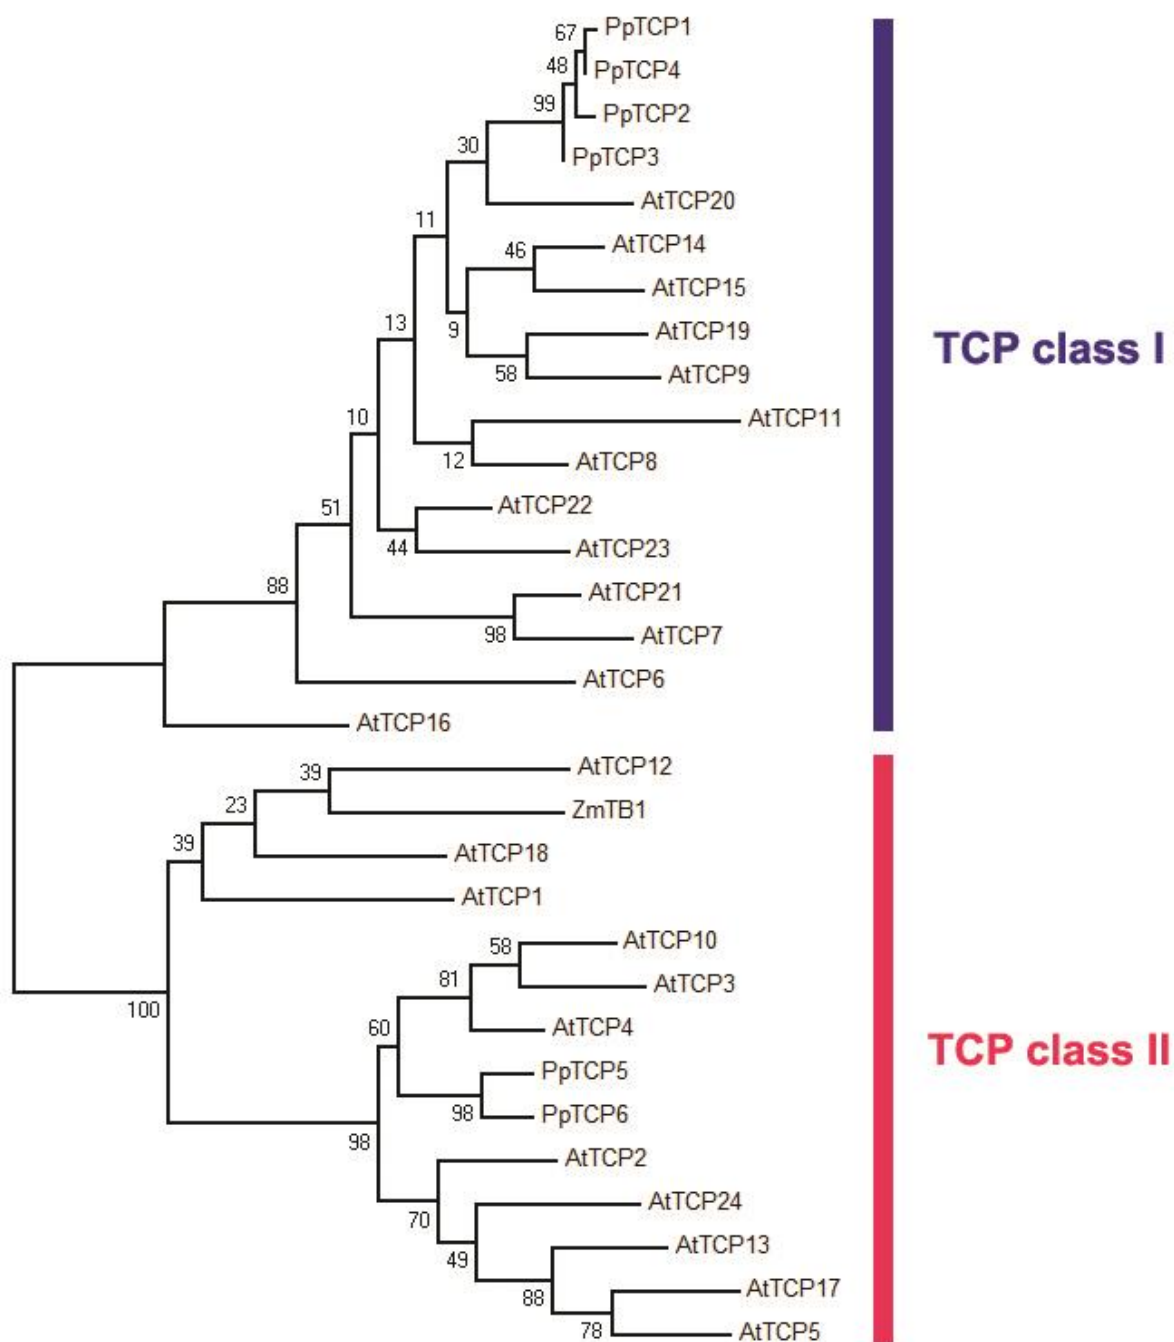 67
PpTCP1
48
PpTCP4
99
PpTCP2
30
PpTCP3
AtTCP20
11
46
AtTCP14
AtTCP15
13
9
AtTCP19
TCP class I
58
AtTCP9
10
AtTCP11
12
AtTCP8
51
AtTCP22
44
AtTCP23
88
AtTCP21
98
AtTCP7
AtTCP6
AtTCP16
39
AtTCP12
23
ZmTB1
39
AtTCP18
AtTCP1
58
AtTCP10
81
AtTCP3
100
60
AtTCP4
TCP class II
PpTCP5
98
PpTCP6
98
AtTCP2
70
AtTCP24
49
AtTCP13
88
AtTCP17
78
AtTCP5